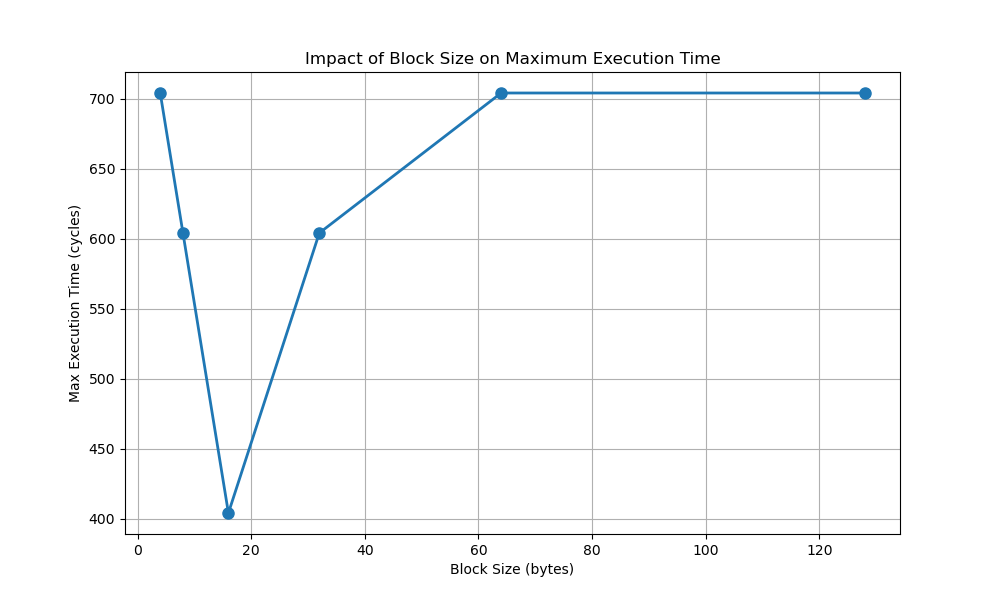 Impact of Block Size on Maximum Execution Time
Max Execution Time (cycles)
700
650
600
550
500
450
400
0 20 40 60 80 100 120
Block Size (bytes)